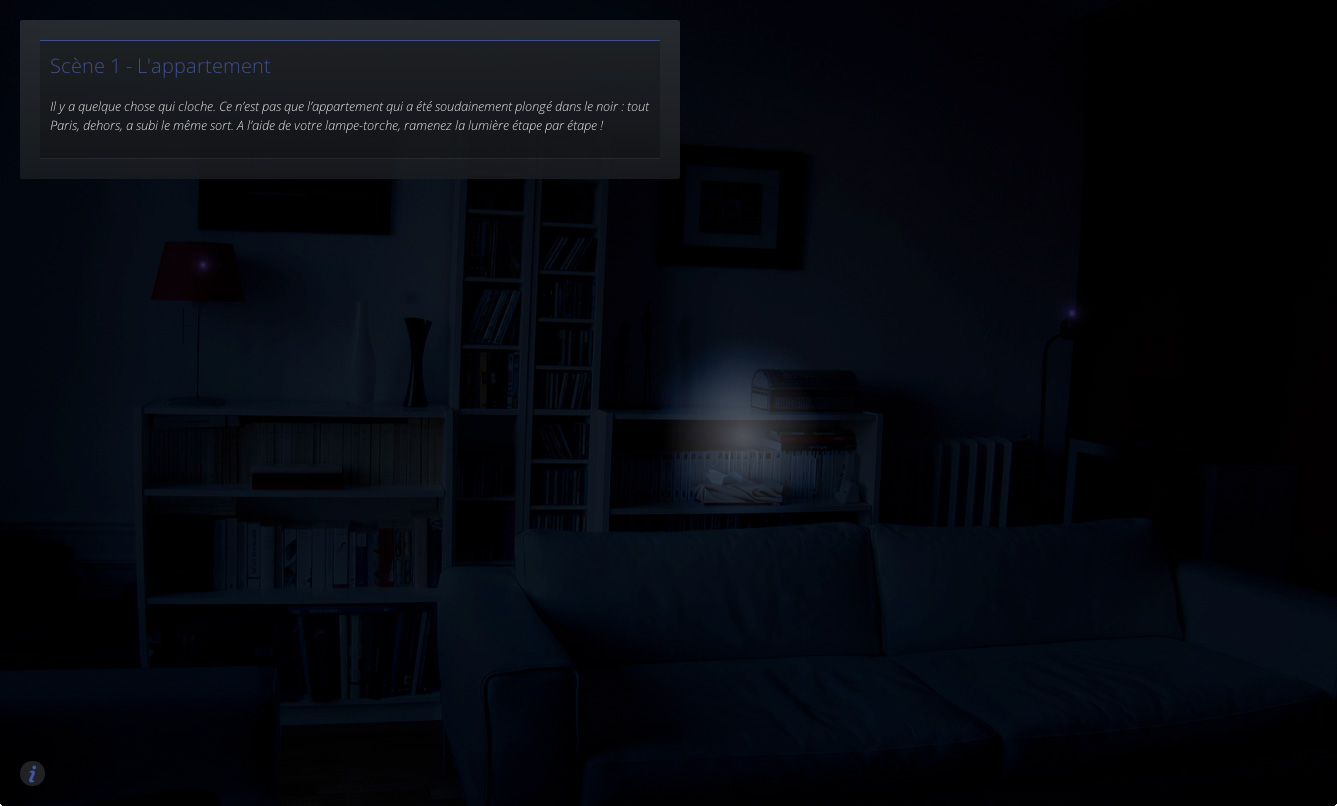 Scène 1 - L'appartement
Il y a quelque chose qui cloche. Ce n’est pas que l’appartement qui a été soudainement plongé dans le noir : tout
Paris, dehors, a subi le même sort. A l’aide de votre lampe-torche, ramenez la lumière étape par étape !
i